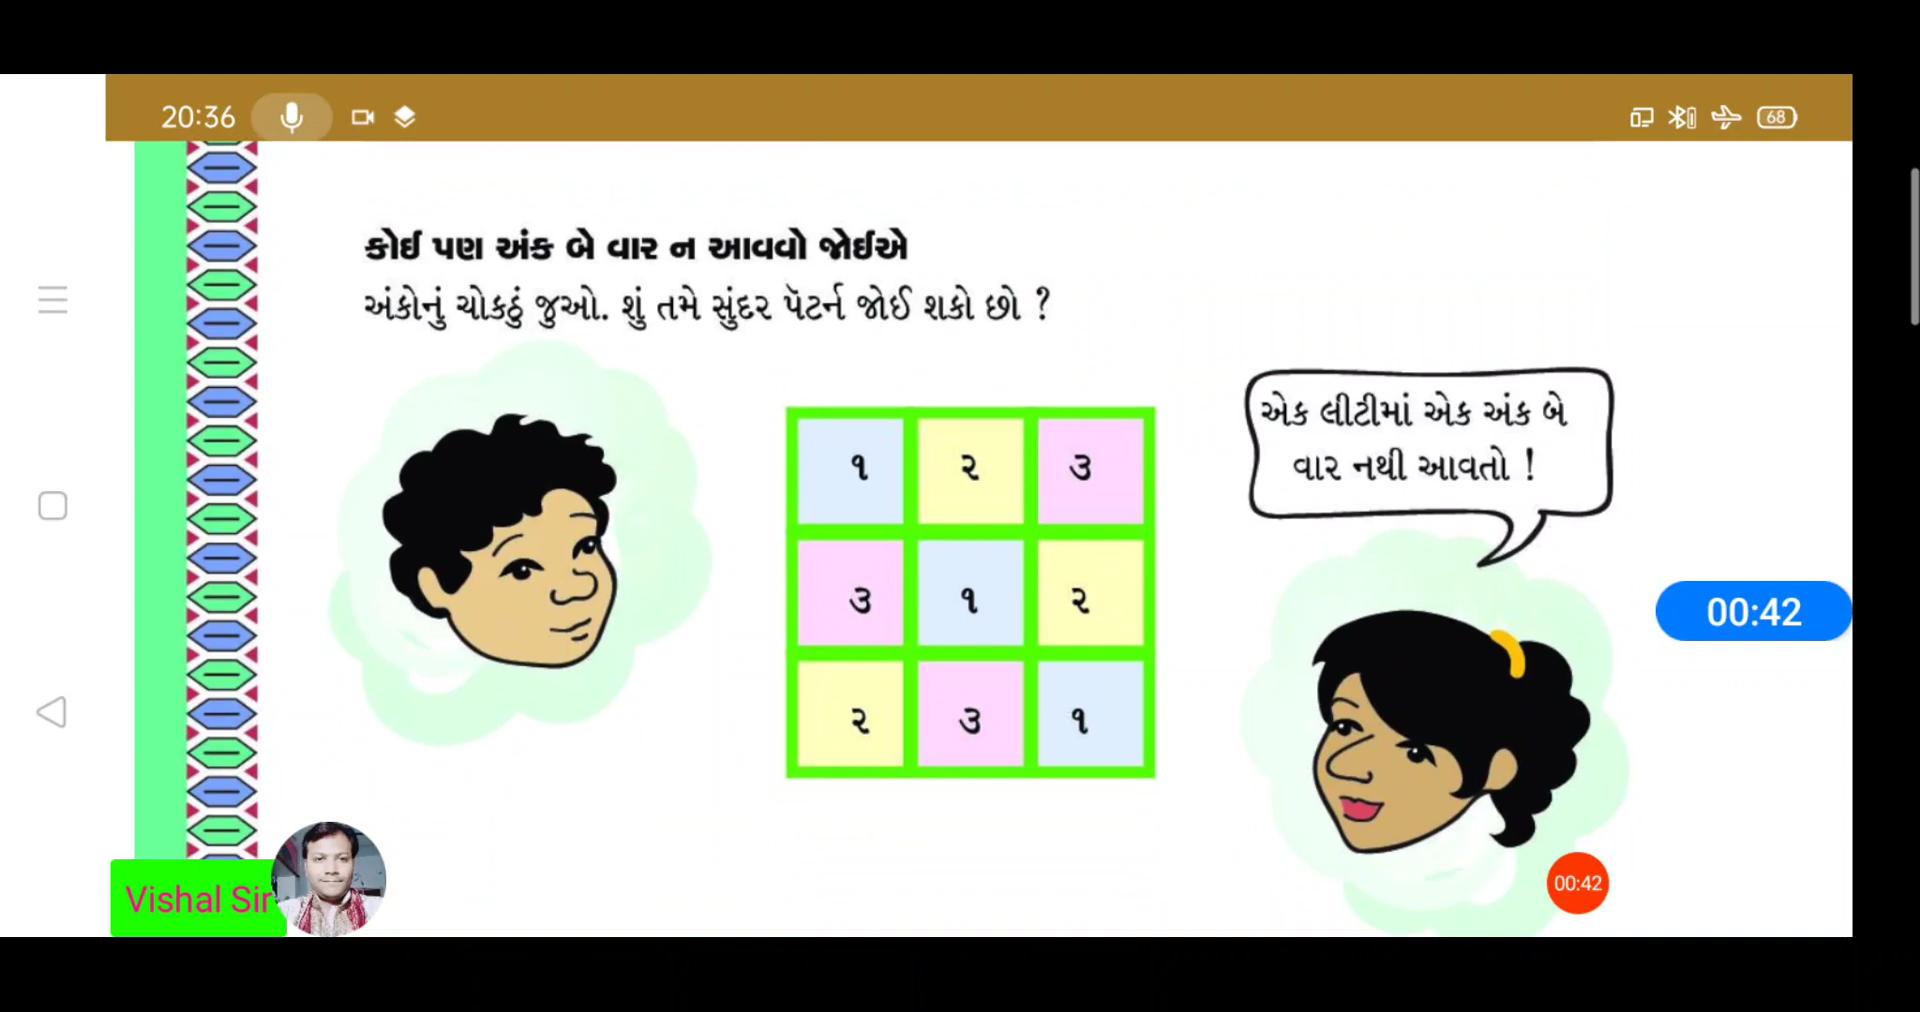 20:36
68
કોઈ પણ અંક બે વાર ન આવવો જોઈએ
અંકોનું ચોકઠું જુઓ. શું તમે સુંદર પૅટર્ન જોઈ શકો છો ?
એક લીટીમાં એક અંક બે
વાર નથી આવતો !
૧ ૨ ૩
૩ ૧ ૨
૨ ૩ ૧
00:42
00:42
Vishal Sir